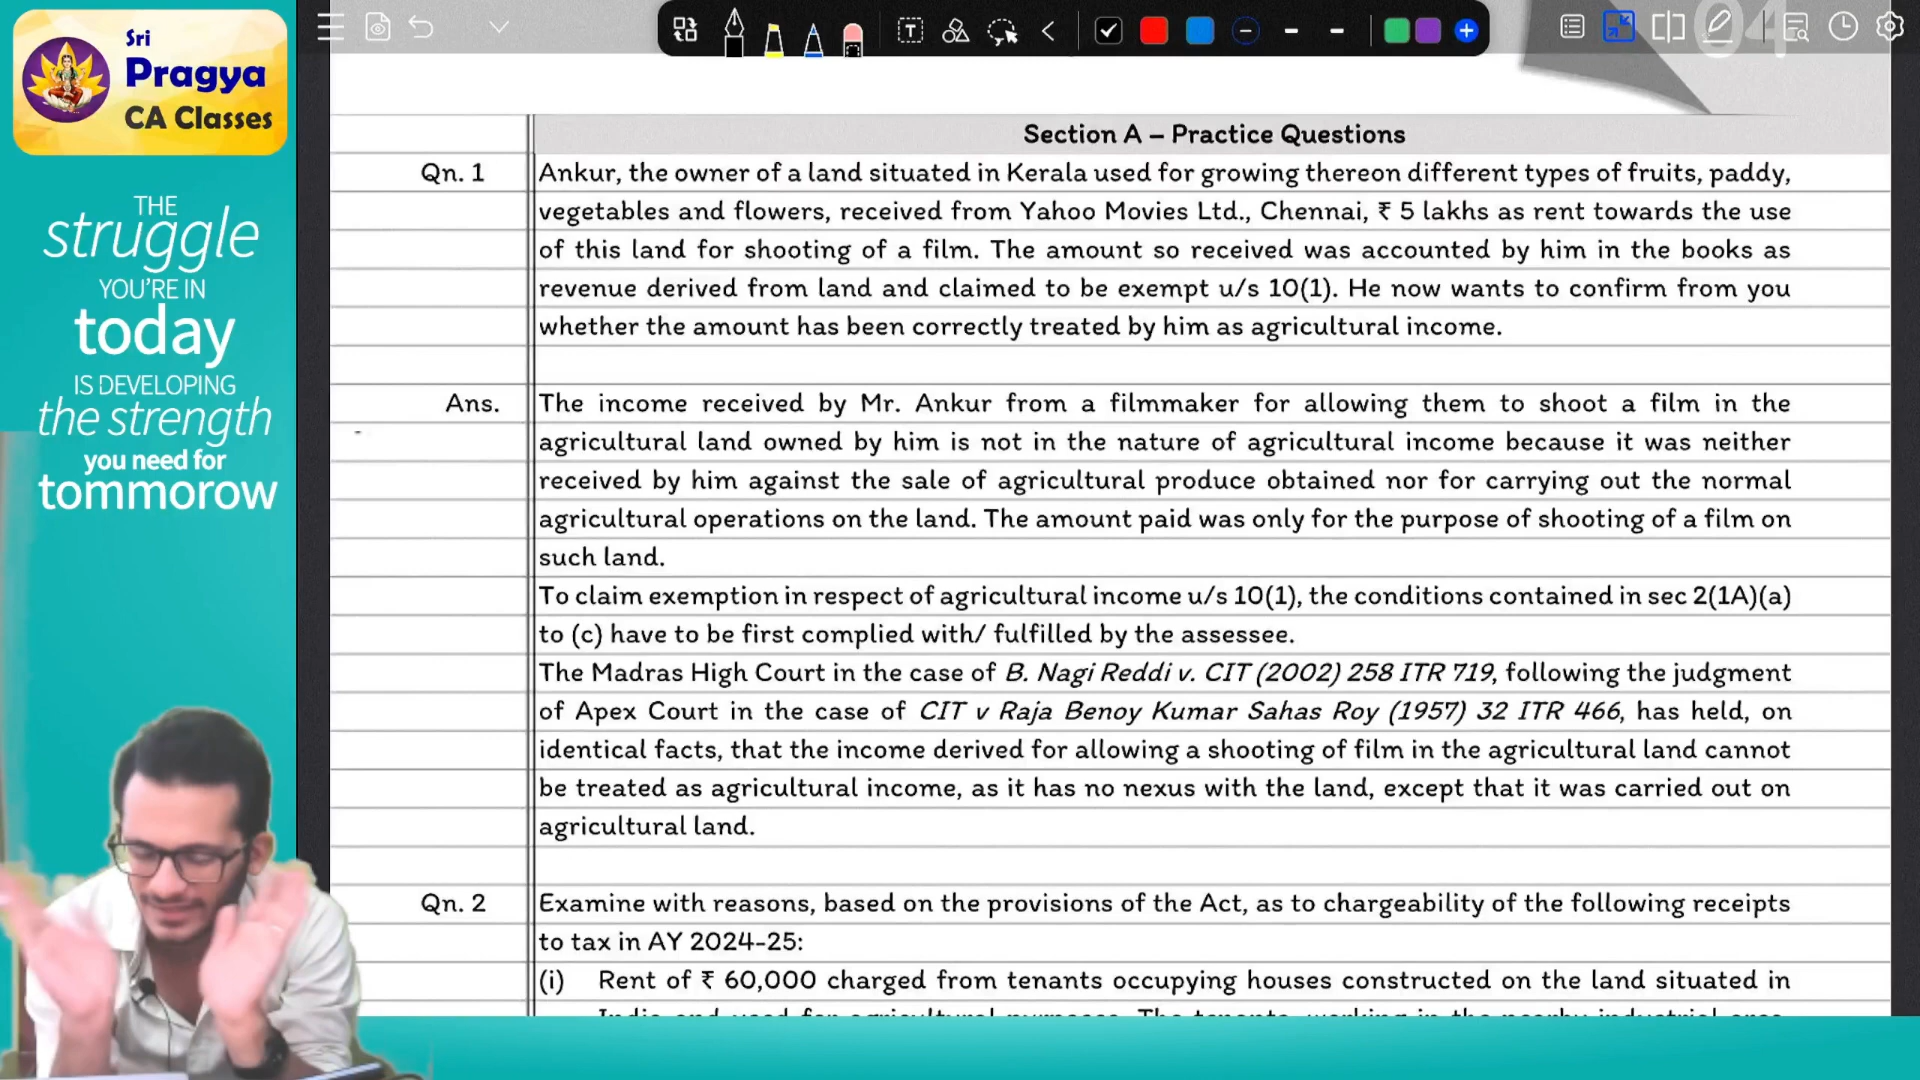 Sri
Pragya
CA Classes
THE
struggle
YOU'RE IN
today
IS DEVELOPING
the strength
you need for
tommorow
Section A – Practice Questions
Qn. 1
Ankur, the owner of a land situated in Kerala used for growing thereon different types of fruits, paddy,
vegetables and flowers, received from Yahoo Movies Ltd., Chennai, ₹ 5 lakhs as rent towards the use
of this land for shooting of a film. The amount so received was accounted by him in the books as
revenue derived from land and claimed to be exempt u/s 10(1). He now wants to confirm from you
whether the amount has been correctly treated by him as agricultural income.
Ans.
The income received by Mr. Ankur from a filmmaker for allowing them to shoot a film in the
agricultural land owned by him is not in the nature of agricultural income because it was neither
received by him against the sale of agricultural produce obtained nor for carrying out the normal
agricultural operations on the land. The amount paid was only for the purpose of shooting of a film on
such land.
To claim exemption in respect of agricultural income u/s 10(1), the conditions contained in sec 2(1A)(a)
to (c) have to be first complied with/ fulfilled by the assessee.
The Madras High Court in the case of B. Nagi Reddi v. CIT (2002) 258 ITR 719, following the judgment
of Apex Court in the case of CIT v Raja Benoy Kumar Sahas Roy (1957) 32 ITR 466, has held, on
identical facts, that the income derived for allowing a shooting of film in the agricultural land cannot
be treated as agricultural income, as it has no nexus with the land, except that it was carried out on
agricultural land.
Qn. 2
Examine with reasons, based on the provisions of the Act, as to chargeability of the following receipts
to tax in AY 2024-25:
(i) Rent of ₹ 60,000 charged from tenants occupying houses constructed on the land situated in
India and used for agricultural purposes. The tenants, working in the nearby industrial area,